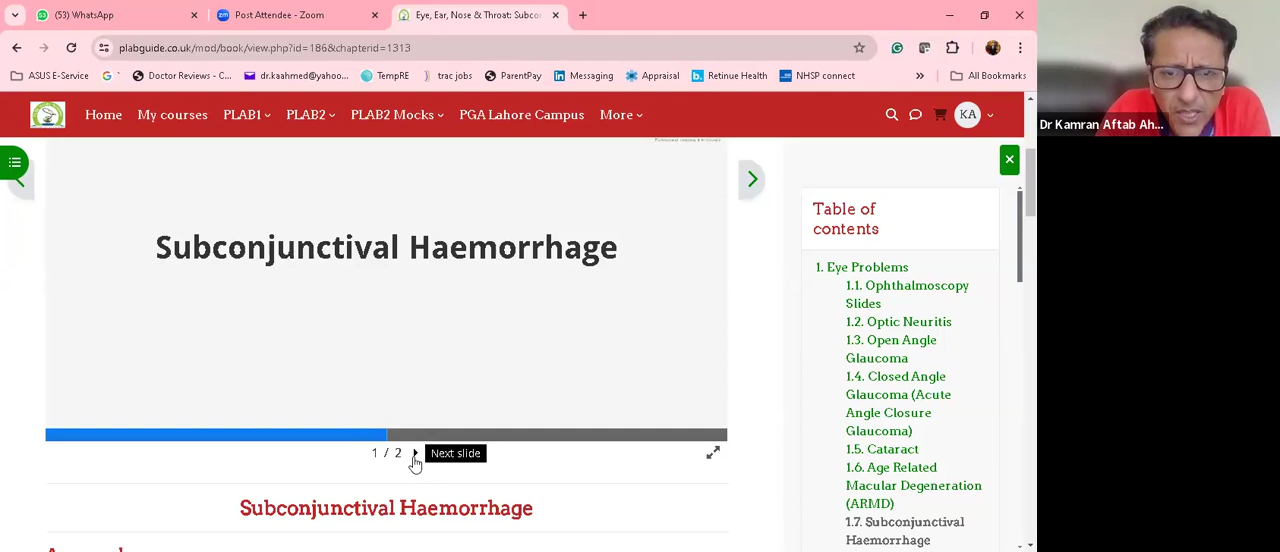 (53) WhatsApp
Post Attendee - Zoom
Eye, Ear, Nose & Throat: Subco
plabguide.co.uk/mod/book/view.php?id=186&chapterid=1313
ASUS E-Service
Doctor Reviews - C...
dr.kaahmed@yahoo...
TempRE
trac jobs
ParentPay
Messaging
Appraisal
Retinue Health
NHSP connect
»
All Bookmarks
Dr Kamran Aftab Ah...
Home
My courses
PLAB1
PLAB2
PLAB2 Mocks
PGA Lahore Campus
More
KA
Subconjunctival Haemorrhage
1 / 2
Next slide
Subconjunctival Haemorrhage
Table of
contents
1. Eye Problems
1.1. Ophthalmoscopy
Slides
1.2. Optic Neuritis
1.3. Open Angle
Glaucoma
1.4. Closed Angle
Glaucoma (Acute
Angle Closure
Glaucoma)
1.5. Cataract
1.6. Age Related
Macular Degeneration
(ARMD)
1.7. Subconjunctival
Haemorrhage